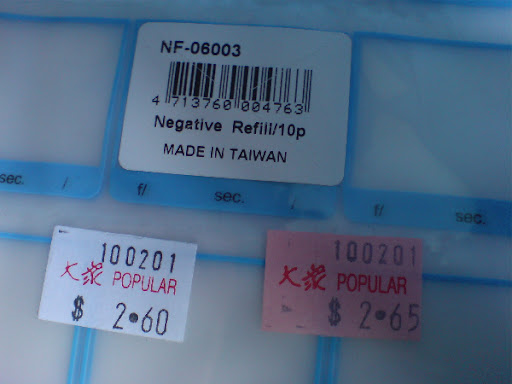 NF-06003
4 713760 004763
Negative Refill/10p
MADE IN TAIWAN
sec. /
f/ sec. /
f/ sec.
100201
大眾 POPULAR
$ 2.60
100201
大眾 POPULAR
$ 2.65